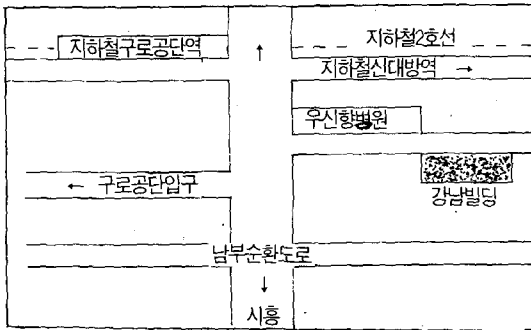 지하철2호선
지하철구로공단역
↑
지하철신대방역 →
우신향병원
← 구로공단입구
강남빌딩
남부순환도로
↓
시흥